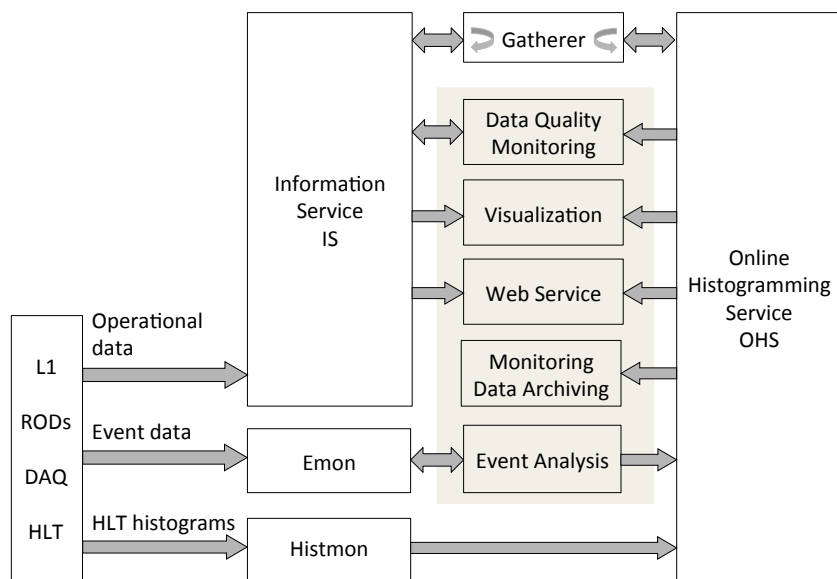 Gatherer
Data Quality
Monitoring
Information
Service
IS
Visualization
Web Service
Online
Histogramming
Service
OHS
Operational
data
L1
RODs
DAQ
HLT
Monitoring
Data Archiving
Event data
Emon
Event Analysis
HLT histograms
Histmon